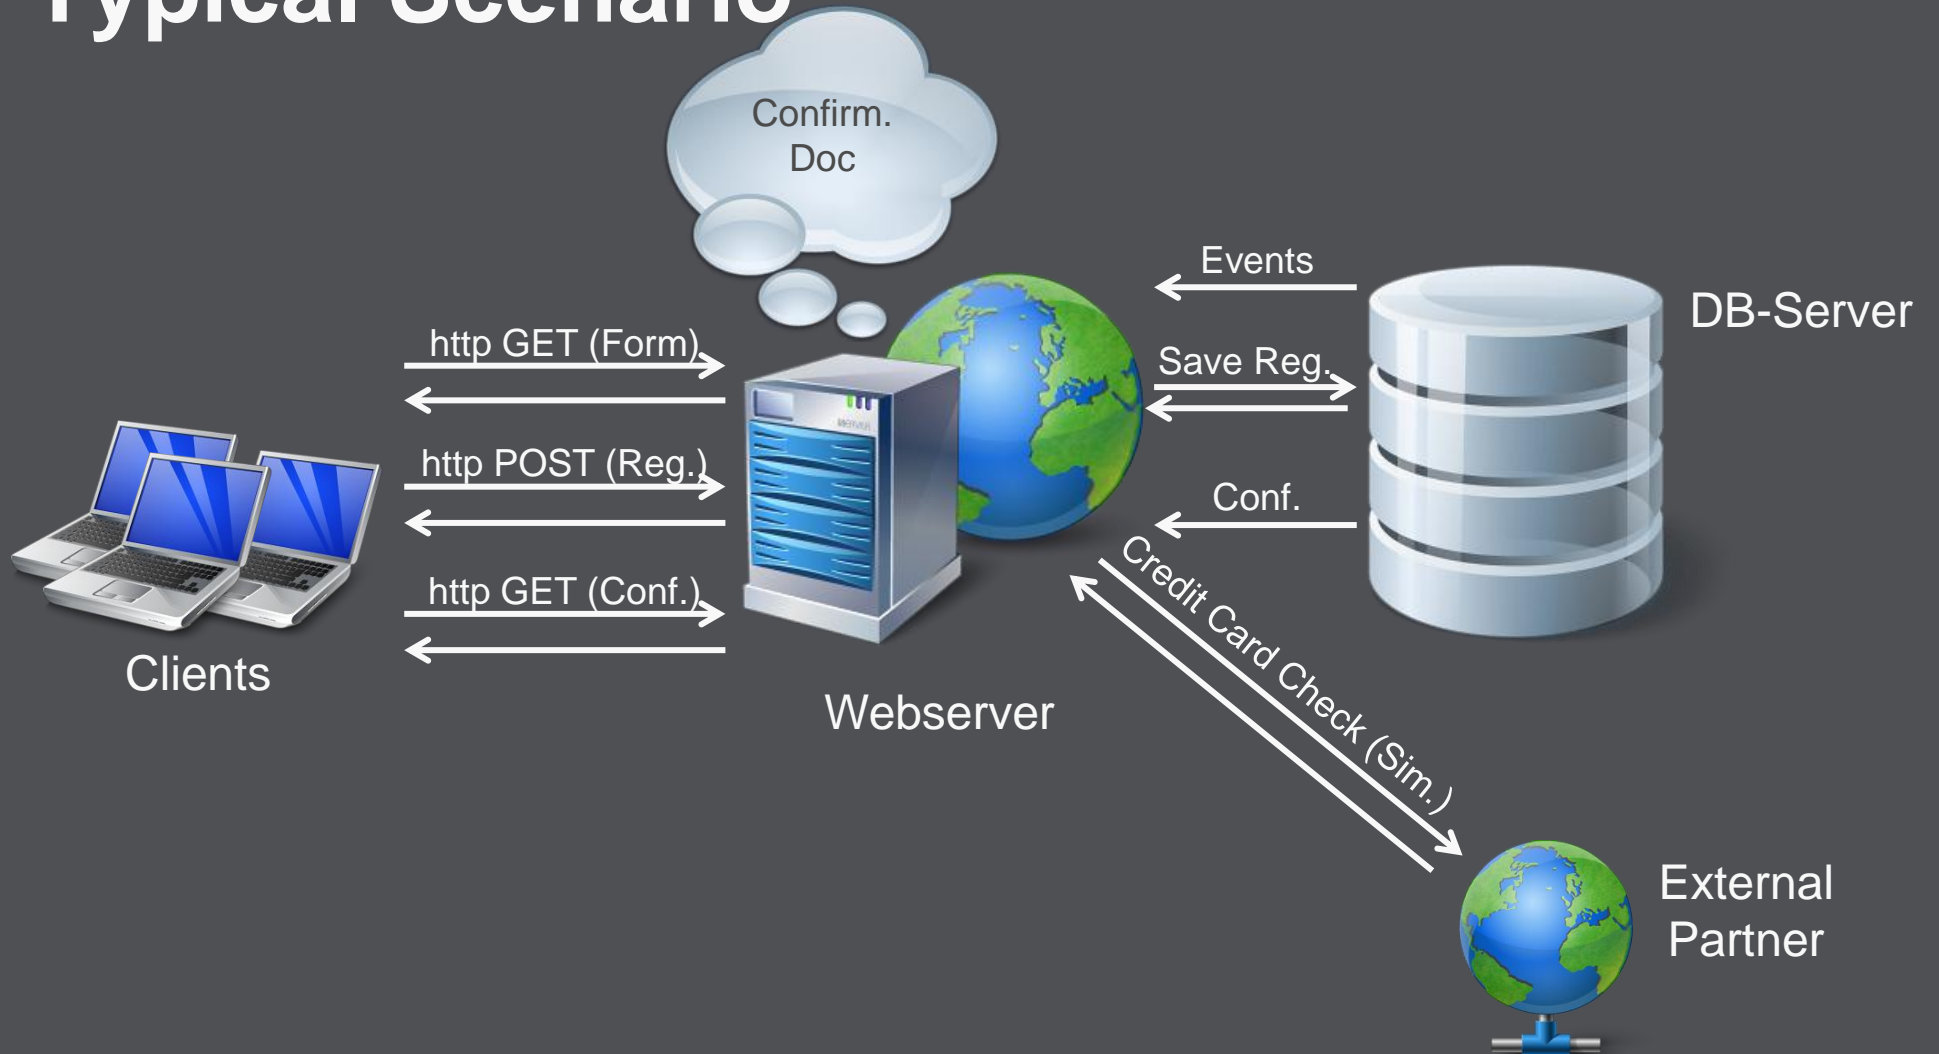 Typical Scenario
Confirm.
Doc
Events
DB-Server
http GET (Form)
Save Reg.
http POST (Reg.)
Conf.
http GET (Conf.)
Credit Card Check (Sim.)
Clients
Webserver
External
Partner